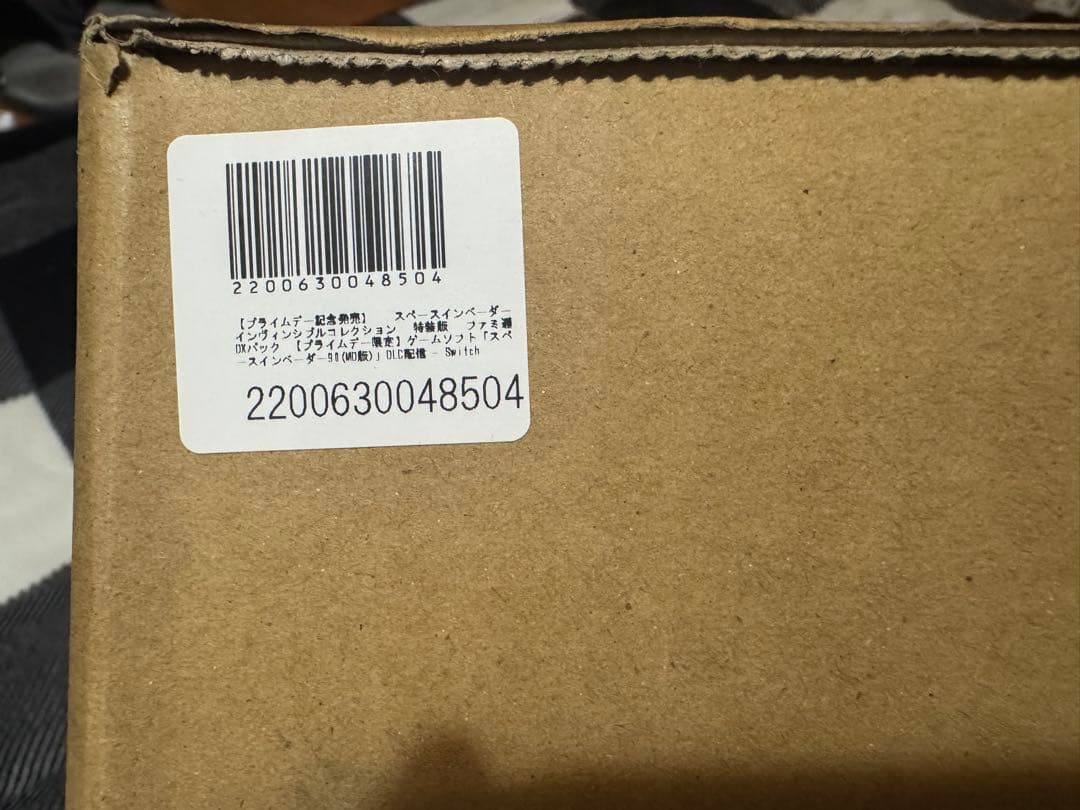 2200630048504
【プライムデー記念発売】 スペースインベーダー
インヴィンシブルコレクション 特装版 ファミ通
DXパック 【プライムデー限定】ゲームソフト「スペ
ースインベーダー90(MD版)」DLC配信 - Switch
2200630048504